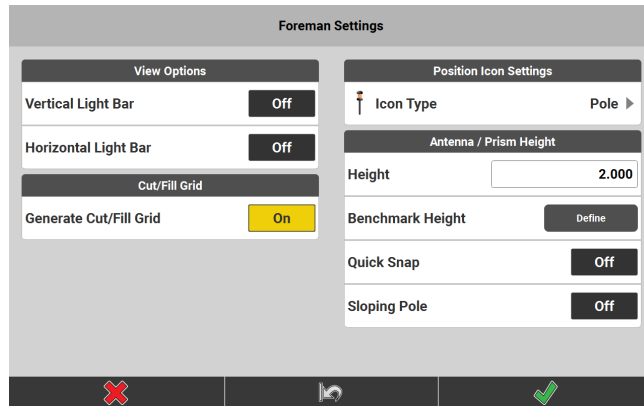 Foreman Settings
View Options
Vertical Light Bar Off
Horizontal Light Bar Off
Cut/Fill Grid
Generate Cut/Fill Grid On
Position Icon Settings
Icon Type Pole
Antenna / Prism Height
Height 2.000
Benchmark Height Define
Quick Snap Off
Sloping Pole Off